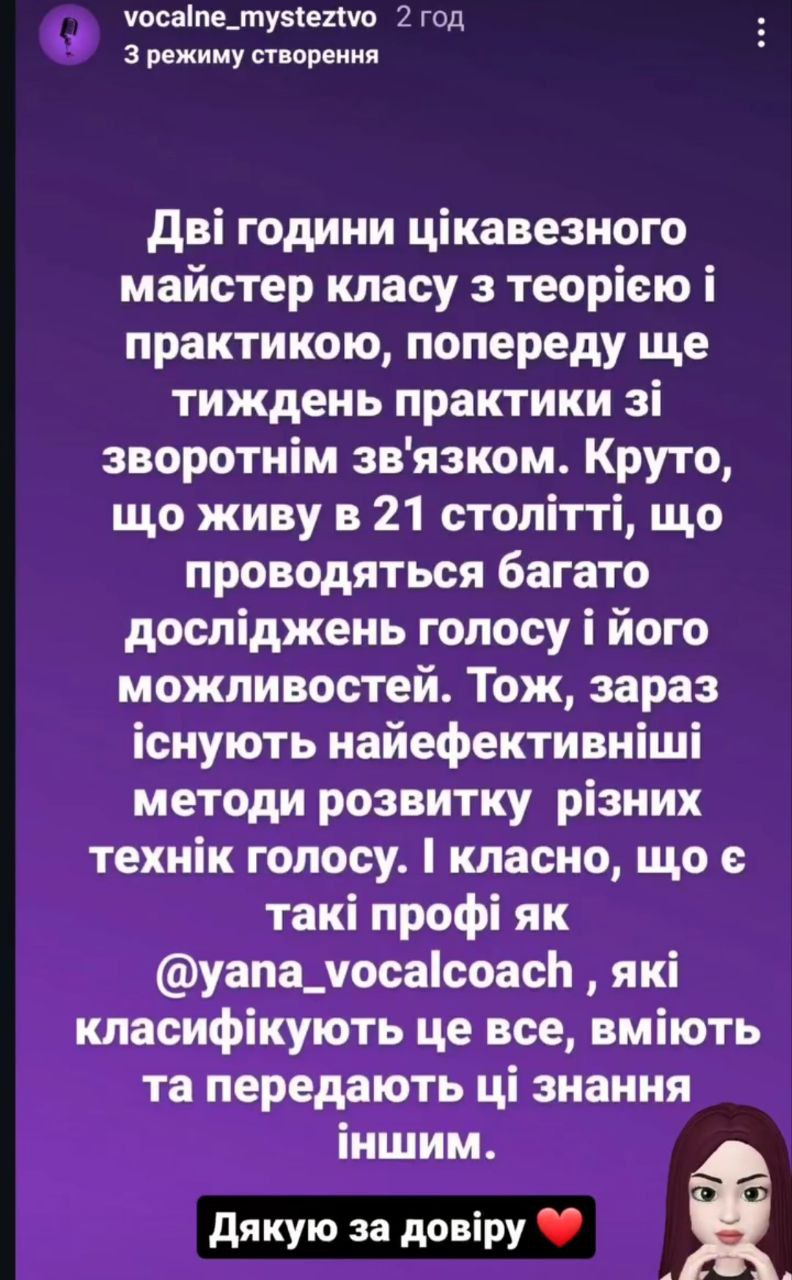 vocalne_mysteztvo 2 год
З режиму створення
Дві години цікавезного
майстер класу з теорією і
практикою, попереду ще
тиждень практики зі
зворотнім зв'язком. Круто,
що живу в 21 столітті, що
проводяться багато
досліджень голосу і його
можливостей. Тож, зараз
існують найефективніші
методи розвитку різних
технік голосу. І класно, що є
такі профі як
@yana_vocalcoach , які
класифікують це все, вміють
та передають ці знання
іншим.
Дякую за довіру ❤️